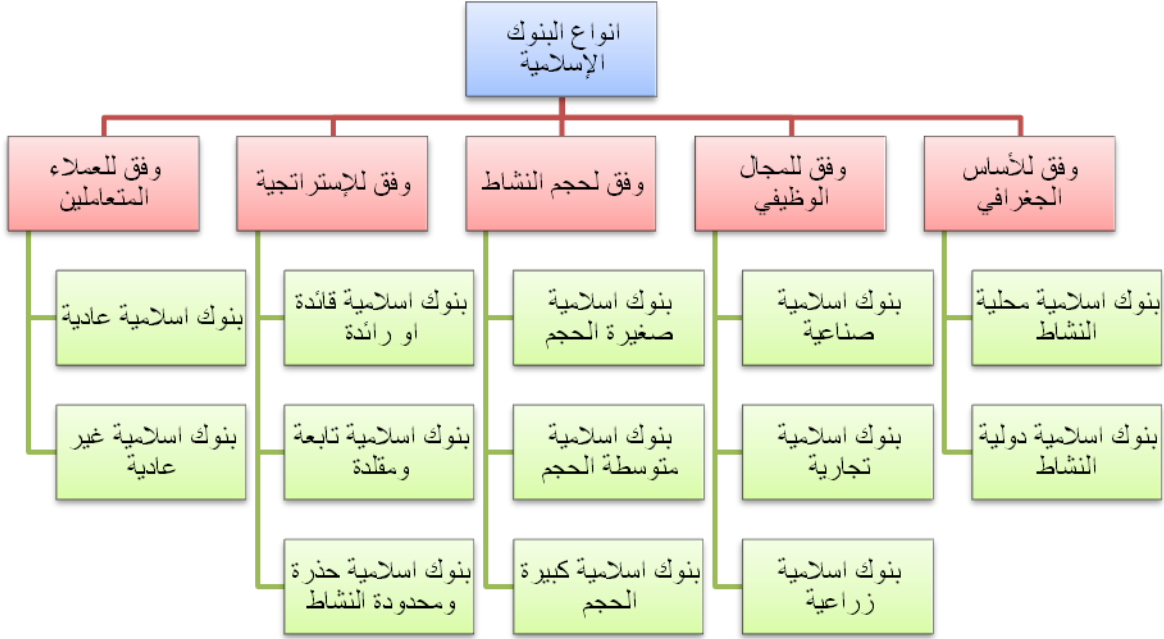 انواع البنوك
الإسلامية
وفق للأساس
الجغرافي
وفق للمجال
الوظيفي
وفق لحجم النشاط
وفق للإستراتجية
وفق للعملاء
المتعاملين
بنوك اسلامية محلية
النشاط
بنوك اسلامية
صناعية
بنوك اسلامية
صغيرة الحجم
بنوك اسلامية قائدة
او رائدة
بنوك اسلامية عادية
بنوك اسلامية دولية
النشاط
بنوك اسلامية
تجارية
بنوك اسلامية
متوسطة الحجم
بنوك اسلامية تابعة
ومقلدة
بنوك اسلامية غير
عادية
بنوك اسلامية
زراعية
بنوك اسلامية كبيرة
الحجم
بنوك اسلامية حذرة
ومحدودة النشاط